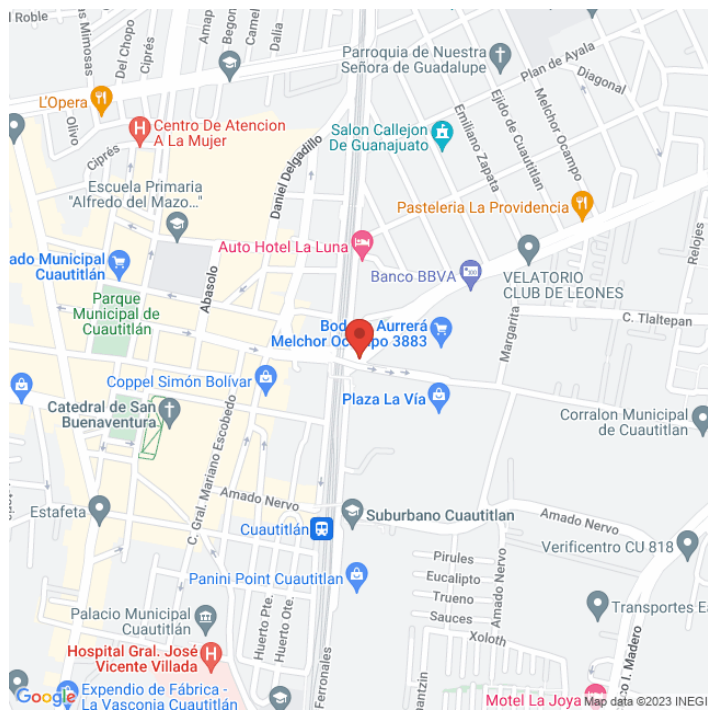 el Roble
as Mimosas
Del Chopo
Ciprés
Begon
Camel
Dalia
Parroquia de Nuestra
Señora de Guadalupe
Plan de Ayala
Diagonal
L'Opera
Olivo
Centro De Atencion
A La Mujer
Ciprés
Daniel Delgadillo
Salon Callejon
De Guanajuato
Emiliano Zapata
Ejido de Cuautitlan
Melchor Ocampo
Escuela Primaria
"Alfredo del Mazo..."
Pasteleria La Providencia
Relojes
Auto Hotel La Luna
ado Municipal
Cuautitlán
Abasolo
Banco BBVA
VELATORIO
CLUB DE LEONES
Parque
Municipal de
Cuautitlán
C. Tlaltepan
Margarita
Melchor Ocampo 3883
Coppel Simón Bolívar
Plaza La Vía
Catedral de San
Buenaventura
C. Gral. Mariano Escobedo
Corralon Municipal
de Cuautitlan
Amado Nervo
Estafeta
Suburbano Cuautitlan
Amado Nervo
Cuautitlán
Verificentro CU 818
Pirules
Eucalipto
Trueno
Sauces
Xoloth
Amado Nervo
Panini Point Cuautitlan
Transportes Ea
Palacio Municipal
Cuautitlán
Huerto Pte.
Huerto Ote.
Hospital Gral. José
Vicente Villada
Ferronales
co I. Madero
Google
Expendio de Fábrica -
La Vasconia Cuautitlán
Motel La Joya
Map data ©2023 INEGI